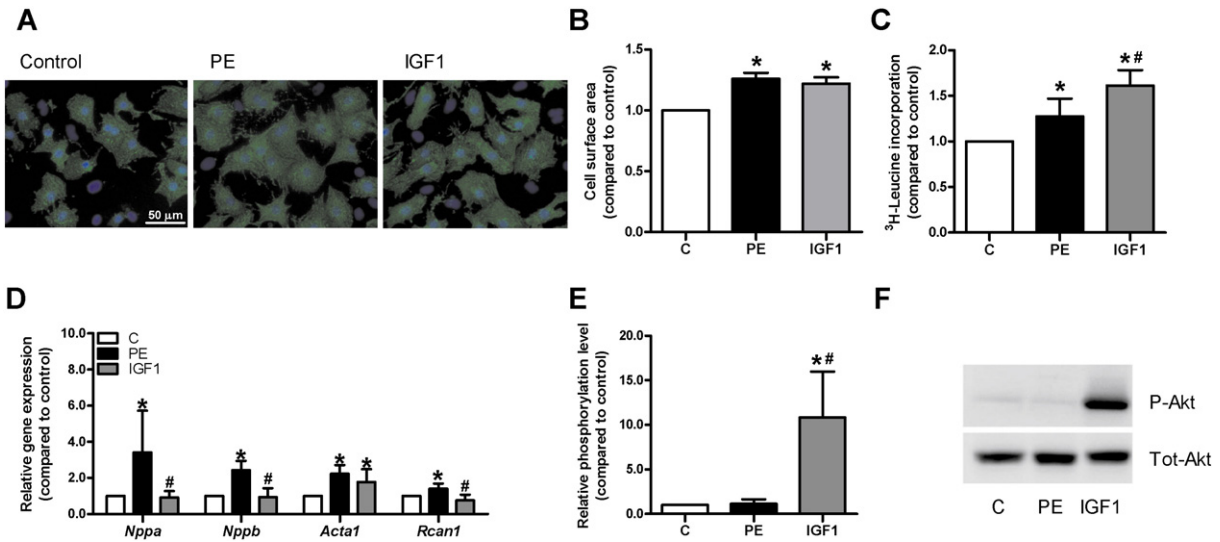 A
Control
PE
IGF1
50 µm
B
Cell surface area
(compared to control)
1.5
1.0
0.5
0.0
*
*
C
PE
IGF1
C
³H-Leucine incorporation
(compared to control)
2.0
1.5
1.0
0.5
0.0
*
*#
C
PE
IGF1
D
Relative gene expression
(compared to control)
10.0
8.0
6.0
4.0
2.0
0.0
C
PE
IGF1
*
#
*
#
*
*
*
#
Nppa
Nppb
Acta1
Rcan1
E
Relative phosphorylation level
(compared to control)
20.0
15.0
10.0
5.0
0.0
*#
C
PE
IGF1
F
P-Akt
Tot-Akt
C
PE
IGF1